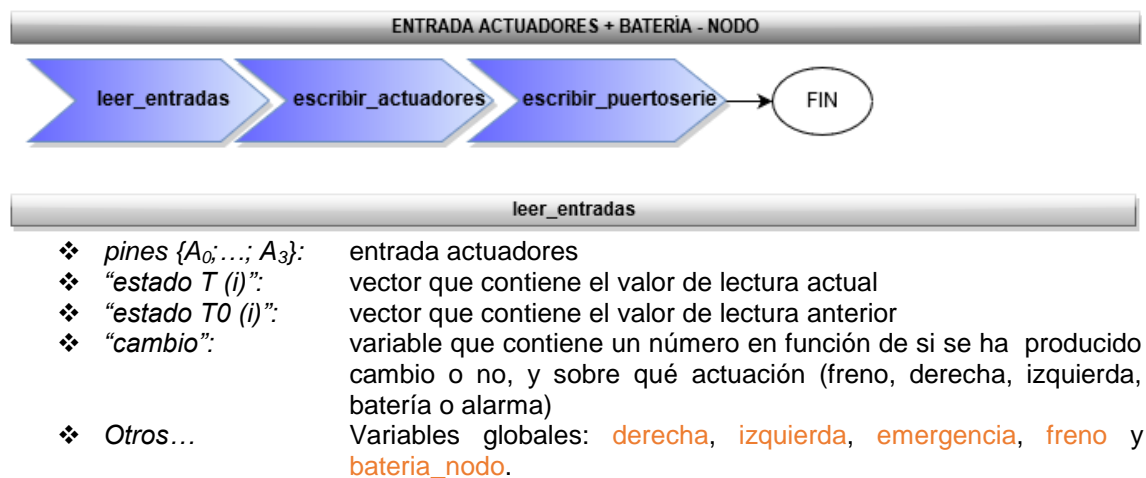 ENTRADA ACTUADORES + BATERÌA - NODO
leer_entradas escribir_actuadores escribir_puertoserie FIN
leer_entradas
❖ pines {A0;…; A3}: entrada actuadores
❖ “estado T (i)”: vector que contiene el valor de lectura actual
❖ “estado T0 (i)”: vector que contiene el valor de lectura anterior
❖ “cambio”: variable que contiene un número en función de si se ha producido
cambio o no, y sobre qué actuación (freno, derecha, izquierda,
batería o alarma)
❖ Otros… Variables globales: derecha, izquierda, emergencia, freno y
bateria_nodo.